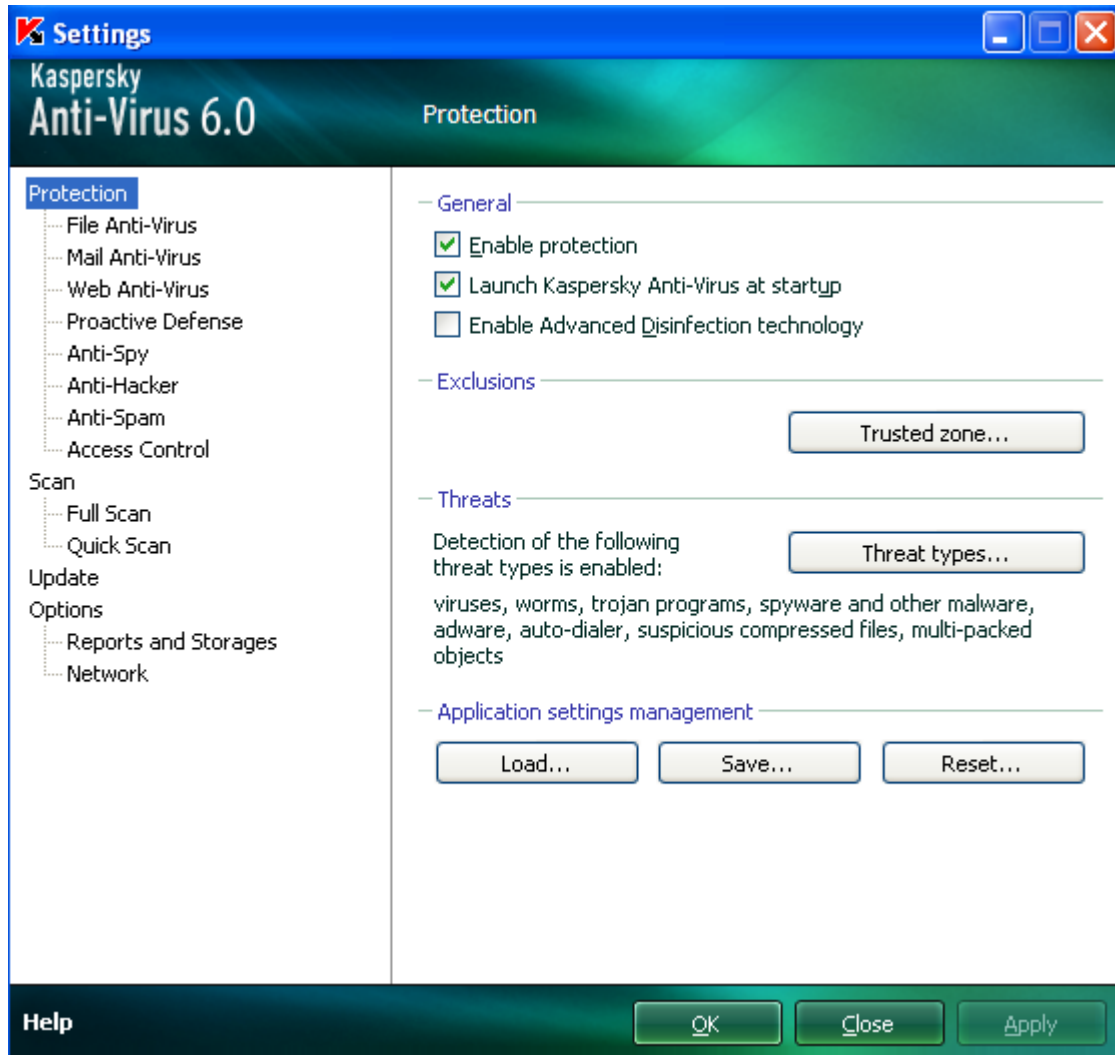 Settings
Kaspersky
Anti-Virus 6.0
Protection
Protection
File Anti-Virus
Mail Anti-Virus
Web Anti-Virus
Proactive Defense
Anti-Spy
Anti-Hacker
Anti-Spam
Access Control
Scan
Full Scan
Quick Scan
Update
Options
Reports and Storages
Network
General
Enable protection
Launch Kaspersky Anti-Virus at startup
Enable Advanced Disinfection technology
Exclusions
Trusted zone...
Threats
Detection of the following
threat types is enabled:
Threat types...
viruses, worms, trojan programs, spyware and other malware,
adware, auto-dialer, suspicious compressed files, multi-packed
objects
Application settings management
Load...
Save...
Reset...
Help
OK
Close
Apply